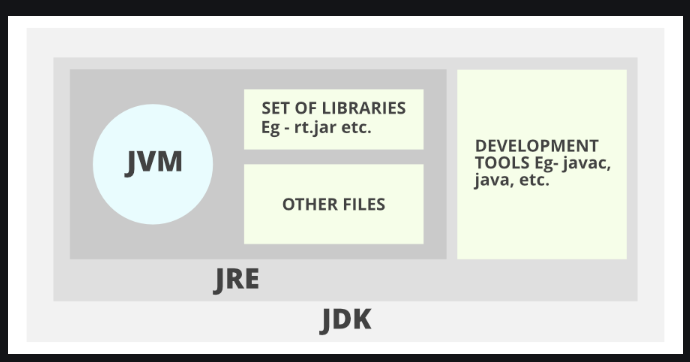 JVM
SET OF LIBRARIES
Eg - rt.jar etc.
OTHER FILES
DEVELOPMENT
TOOLS Eg- javac,
java, etc.
JRE
JDK